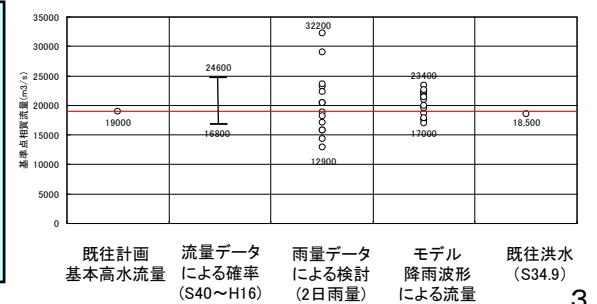 35000
30000
25000
20000
15000
10000
5000
0
基準点相賀流量(m3/s)
19000
24600
16800
32200
12900
23400
17000
18,500
既往計画
基本高水流量
流量データ
による確率
(S40～H16)
雨量データ
による検討
(2日雨量)
モデル
降雨波形
による流量
既往洪水
(S34.9)
3